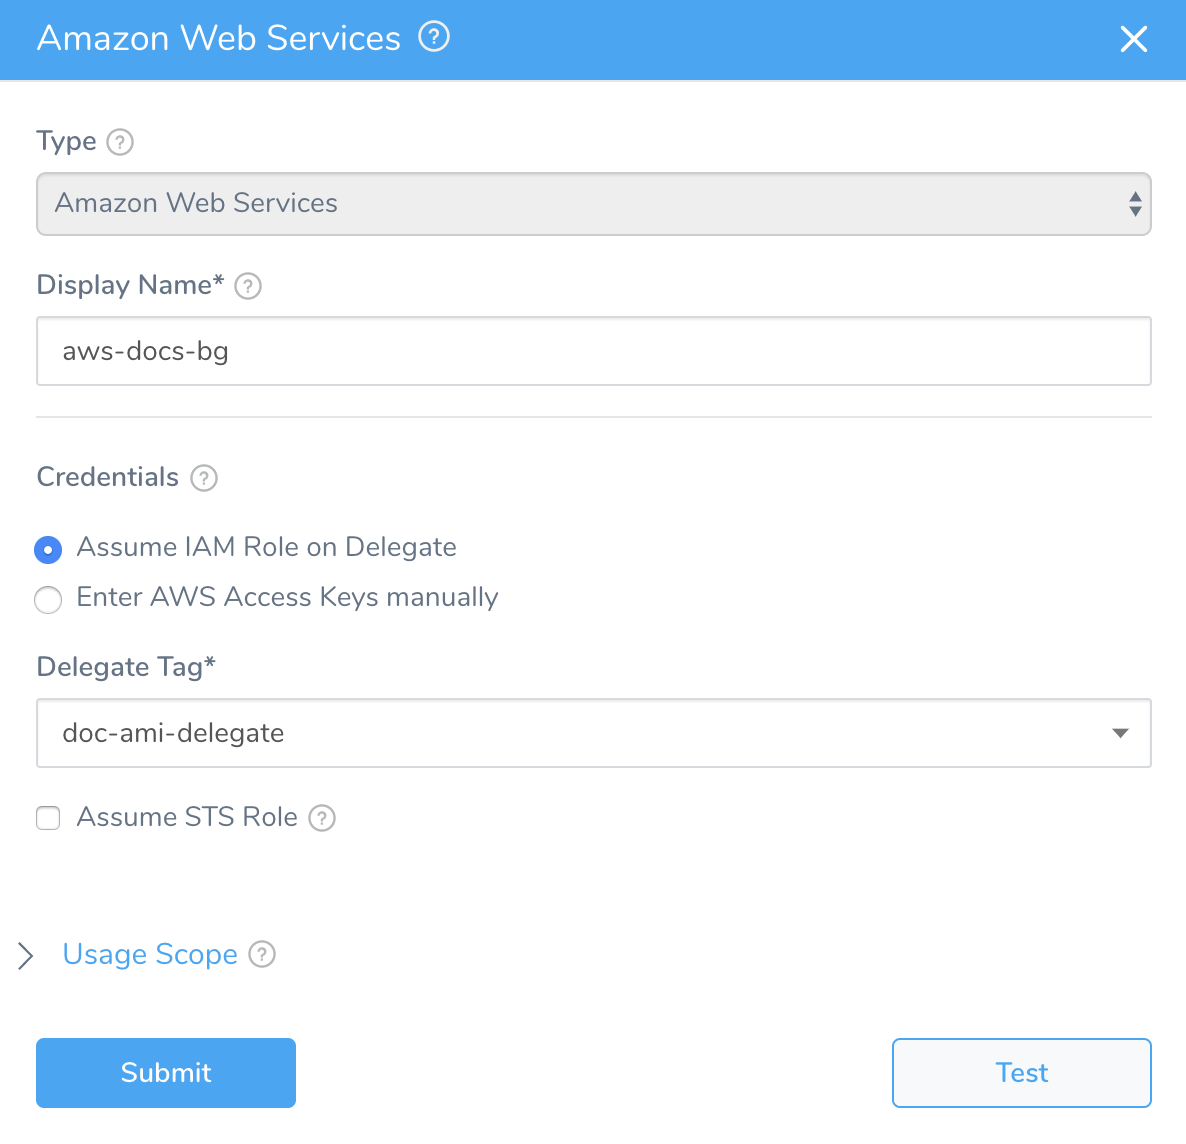 Amazon Web Services ?
Type ?
Amazon Web Services
Display Name* ?
aws-docs-bg
Credentials ?
Assume IAM Role on Delegate
Enter AWS Access Keys manually
Delegate Tag*
doc-ami-delegate
Assume STS Role ?
Usage Scope ?
Submit
Test